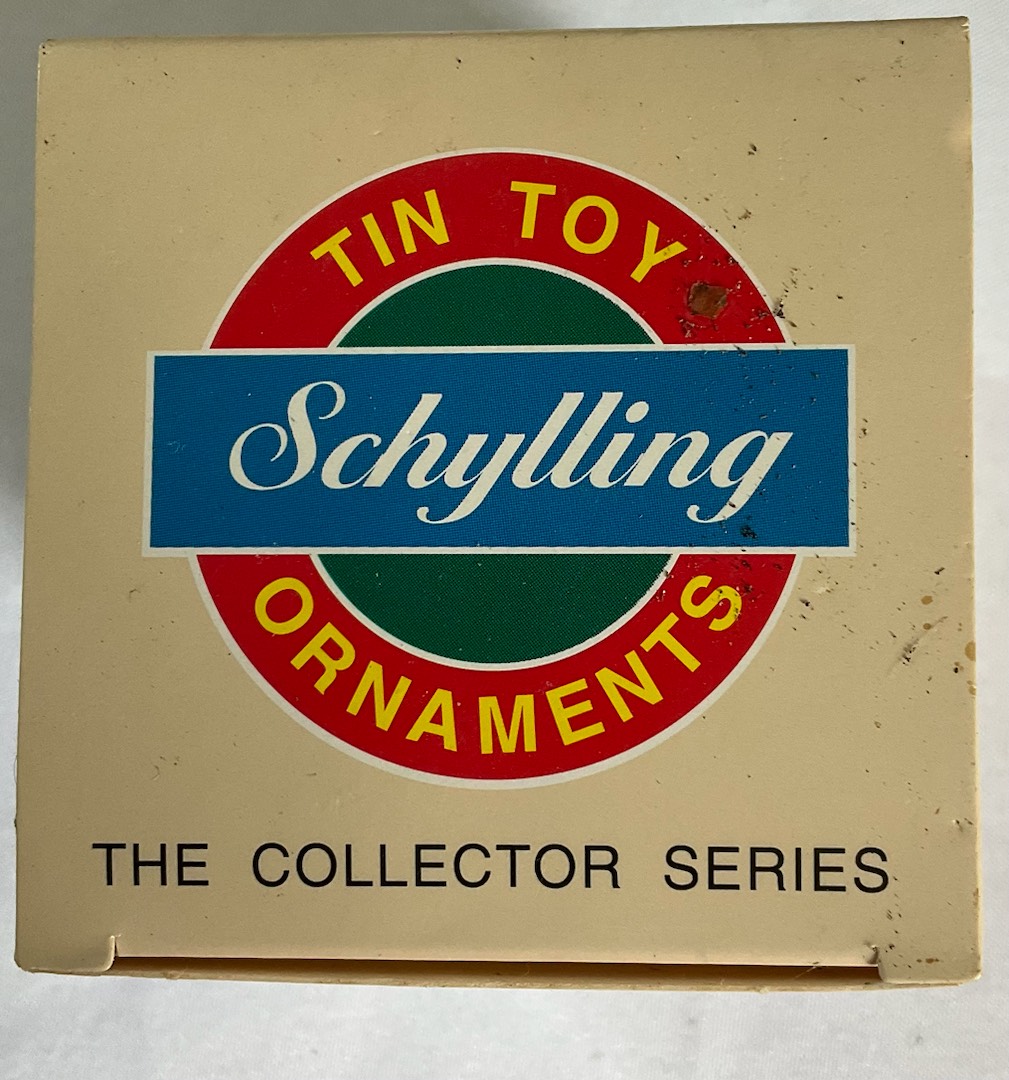 TIN TOY
Schylling
ORNAMENTS
THE COLLECTOR SERIES